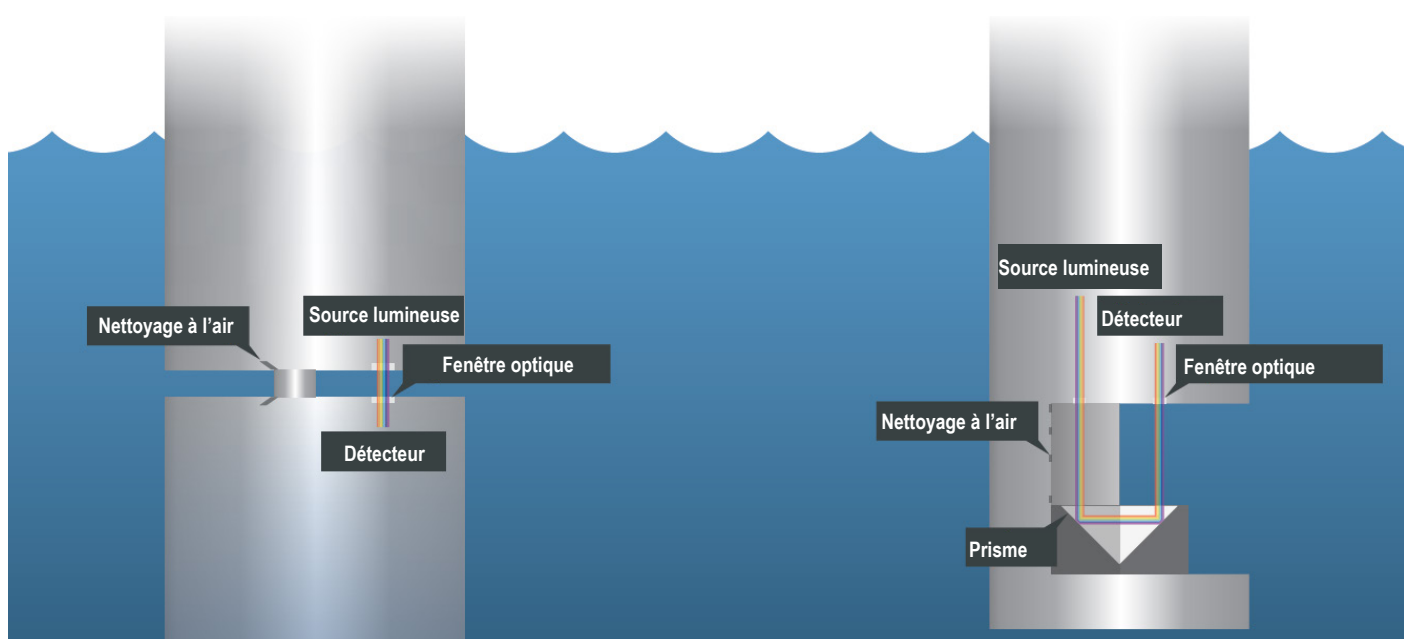 Nettoyage à l’air
Source lumineuse
Fenêtre optique
Détecteur
Source lumineuse
Détecteur
Fenêtre optique
Nettoyage à l’air
Prisme